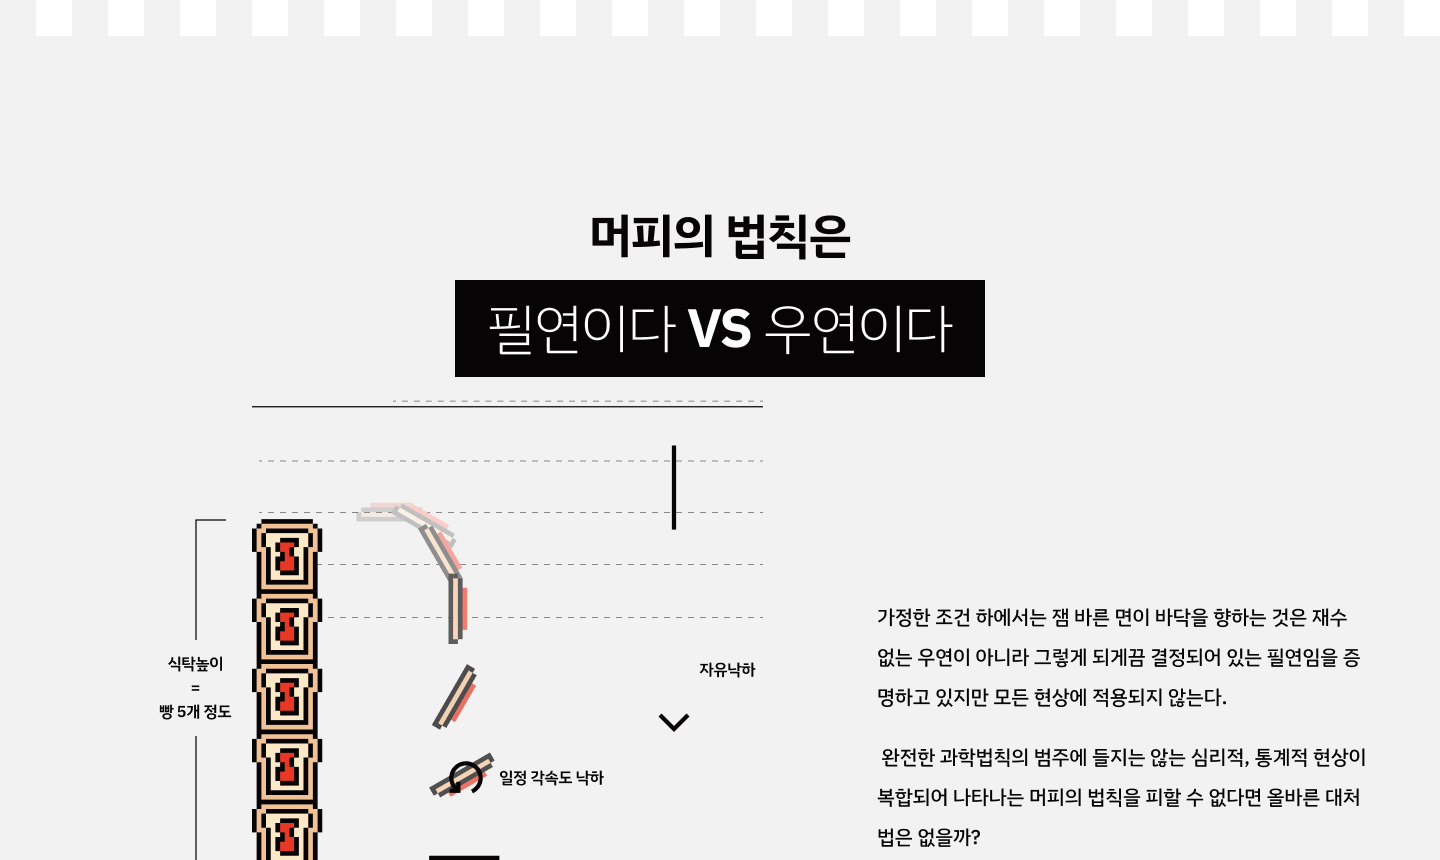 머피의 법칙은
필연이다 VS 우연이다
식탁높이
=
빵 5개 정도
자유낙하
일정 각속도 낙하
가정한 조건 하에서는 잼 바른 면이 바닥을 향하는 것은 재수
없는 우연이 아니라 그렇게 되게끔 결정되어 있는 필연임을 증
명하고 있지만 모든 현상에 적용되지 않는다.
완전한 과학법칙의 범주에 들지는 않는 심리적, 통계적 현상이
복합되어 나타나는 머피의 법칙을 피할 수 없다면 올바른 대처
법은 없을까?